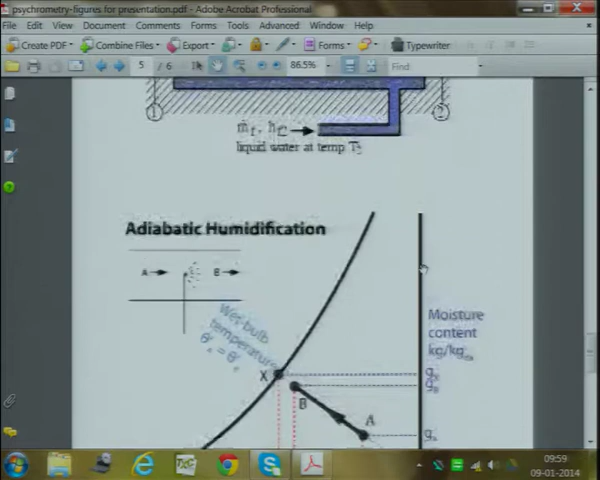 psychrometry-figures for presentation.pdf - Adobe Acrobat Professional
File Edit View Document Comments Forms Tools Advanced Window Help
Create PDF Combine Files Export Forms Typewriter
5 / 6 86.5% Find
1 2
liquid water at temp
Adiabatic Humidification
A B
Wet-bulb
temperature
Moisture
content
kg/kg
X
B
A
09:59
09-01-2014